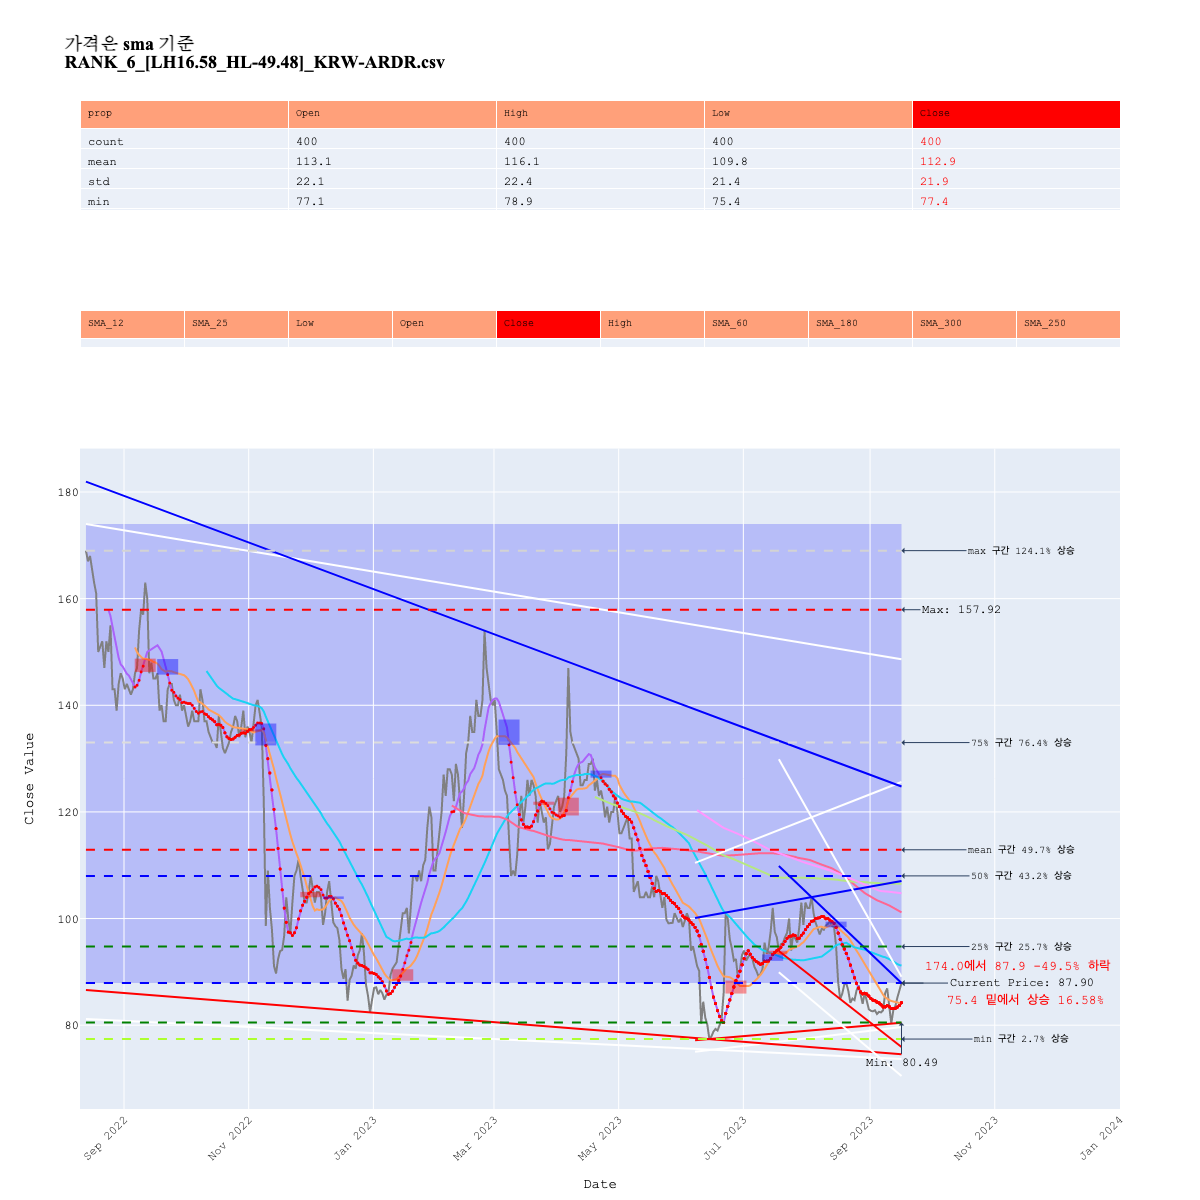 가격은 sma 기준
RANK_6_[LH16.58_HL-49.48]_KRW-ARDR.csv
prop Open High Low Close
count 400 400 400 400
mean 113.1 116.1 109.8 112.9
std 22.1 22.4 21.4 21.9
min 77.1 78.9 75.4 77.4
SMA_12 SMA_25 Low Open Close High SMA_60 SMA_180 SMA_300 SMA_250
180
160
140
120
100
80
Close Value
max 구간 124.1% 상승
Max: 157.92
75% 구간 76.4% 상승
mean 구간 49.7% 상승
50% 구간 43.2% 상승
25% 구간 25.7% 상승
174.0에서 87.9 -49.5% 하락
Current Price: 87.90
75.4 밑에서 상승 16.58%
min 구간 2.7% 상승
Min: 80.49
Sep 2022
Nov 2022
Jan 2023
Mar 2023
May 2023
Jul 2023
Sep 2023
Nov 2023
Jan 2024
Date